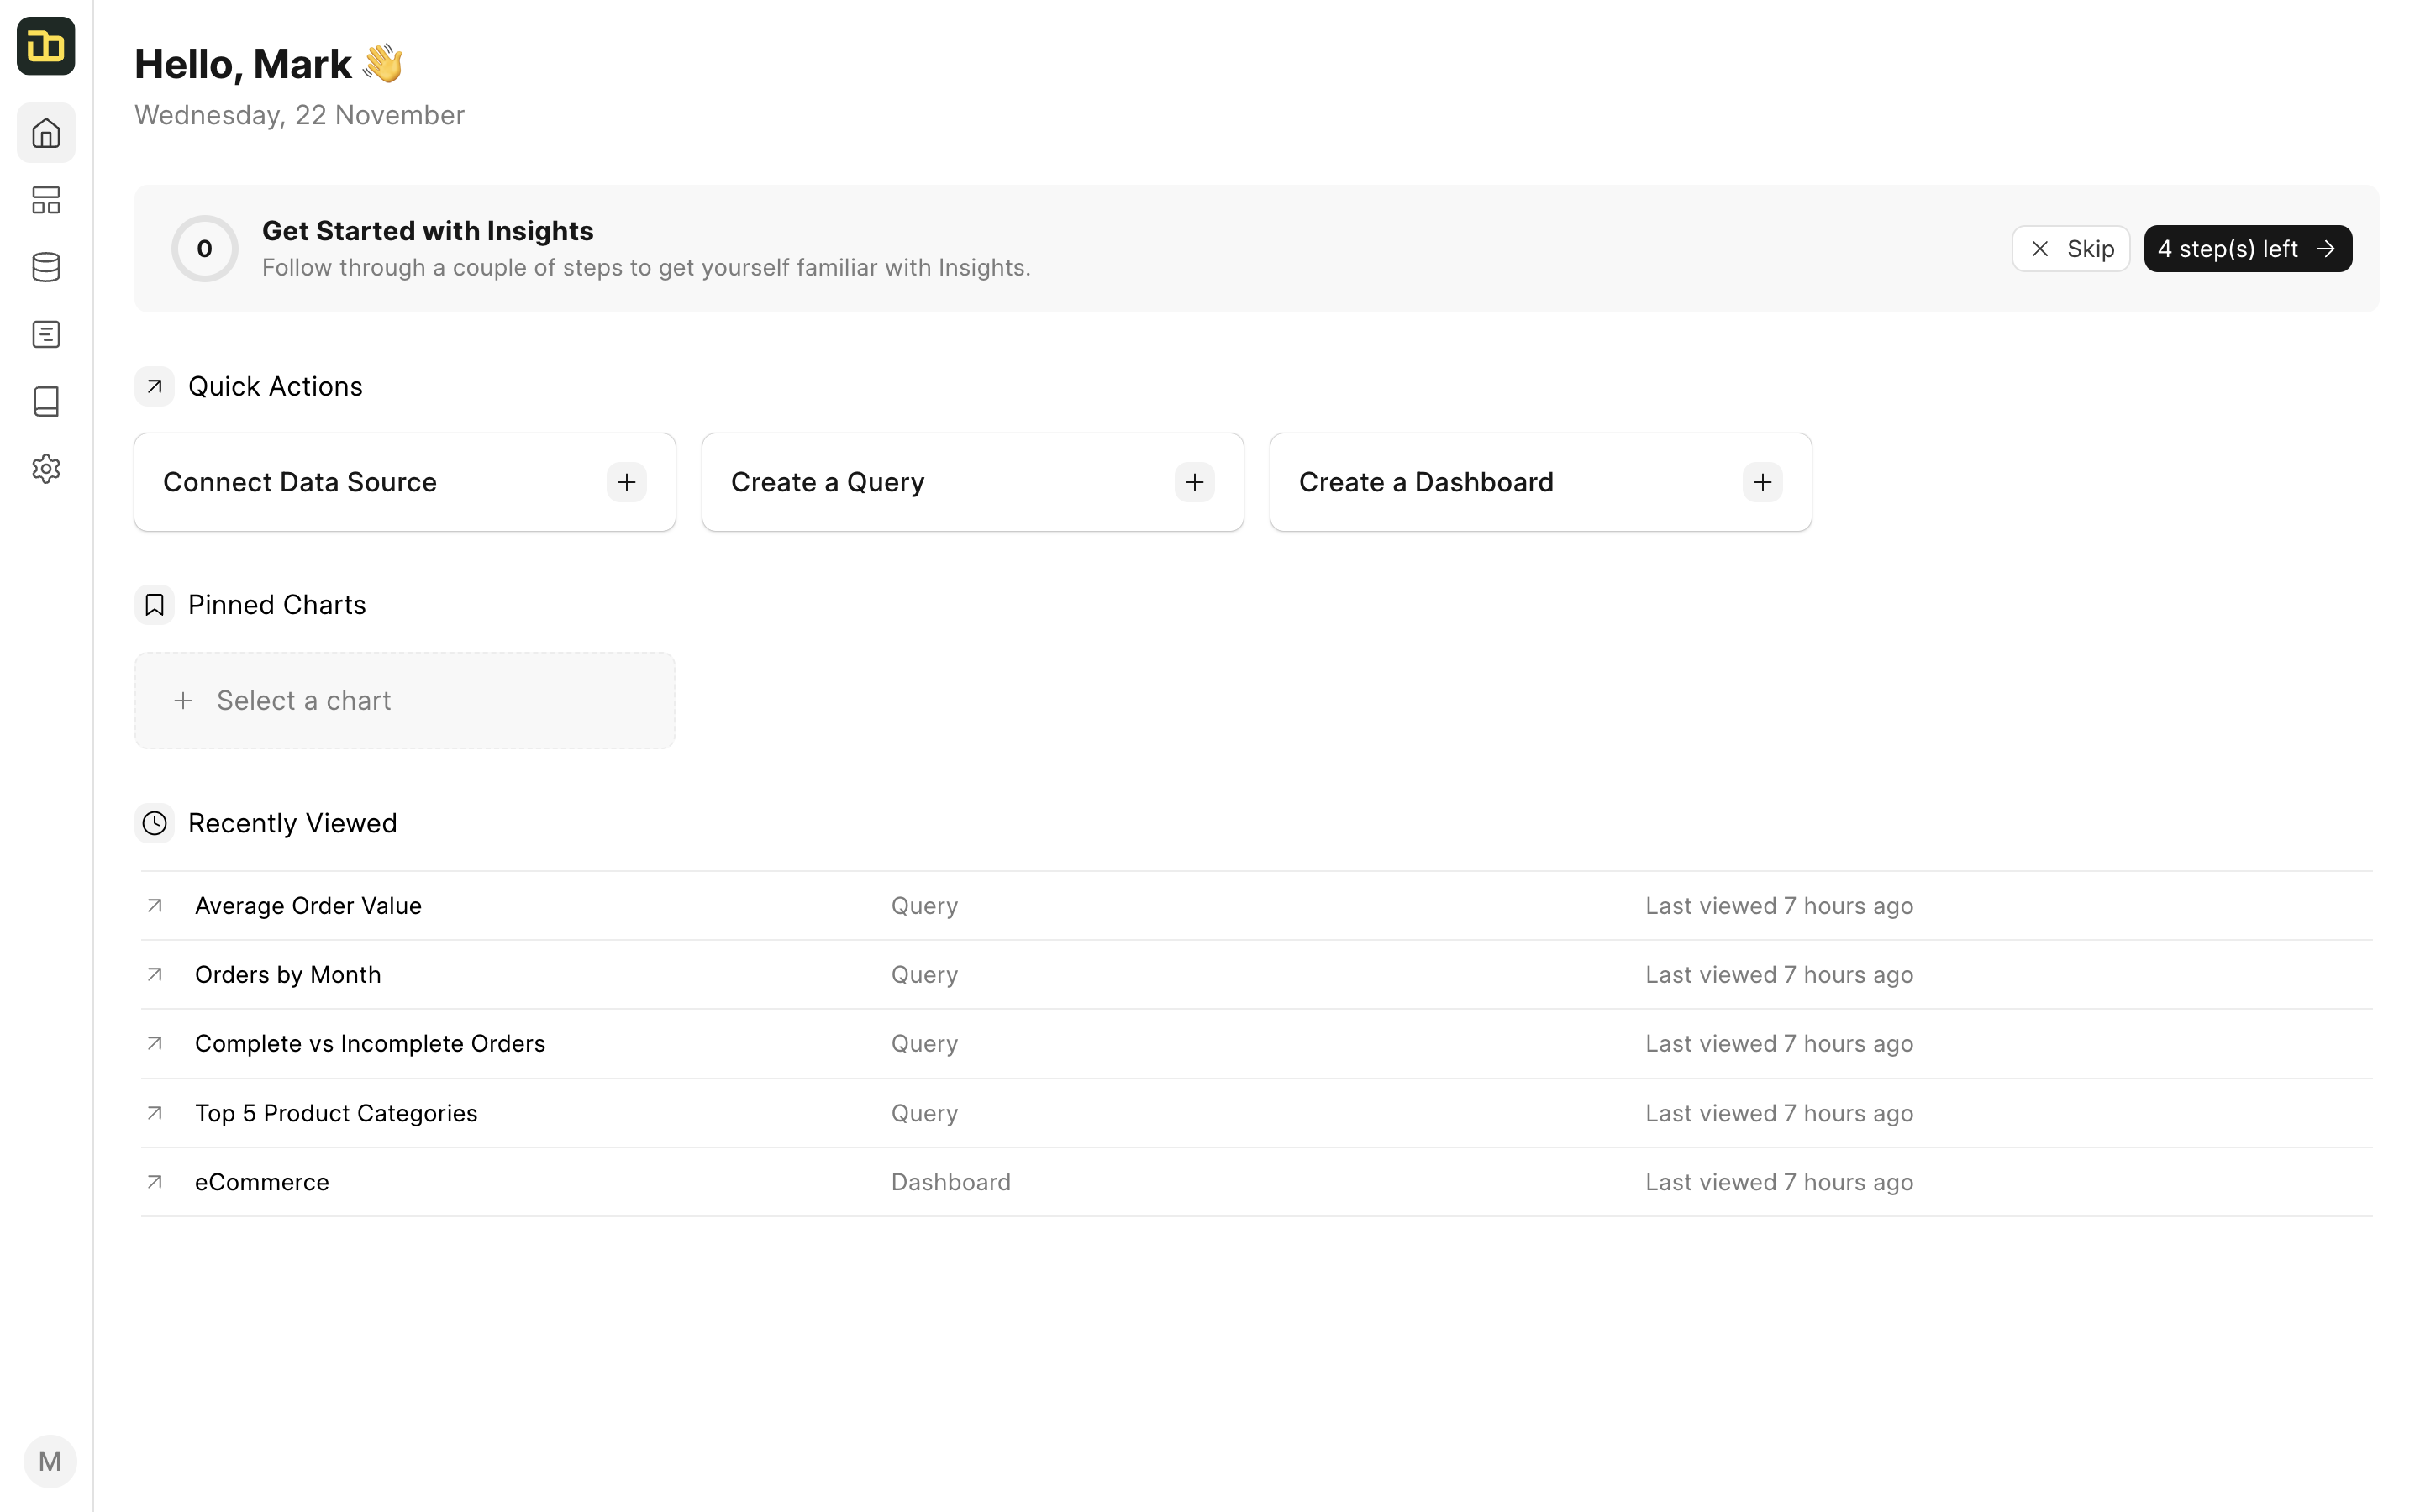 Hello, Mark 👋
Wednesday, 22 November
0
Get Started with Insights
Follow through a couple of steps to get yourself familiar with Insights.
Skip
4 step(s) left
Quick Actions
Connect Data Source
Create a Query
Create a Dashboard
Pinned Charts
Select a chart
Recently Viewed
Average Order Value Query Last viewed 7 hours ago
Orders by Month Query Last viewed 7 hours ago
Complete vs Incomplete Orders Query Last viewed 7 hours ago
Top 5 Product Categories Query Last viewed 7 hours ago
eCommerce Dashboard Last viewed 7 hours ago
M